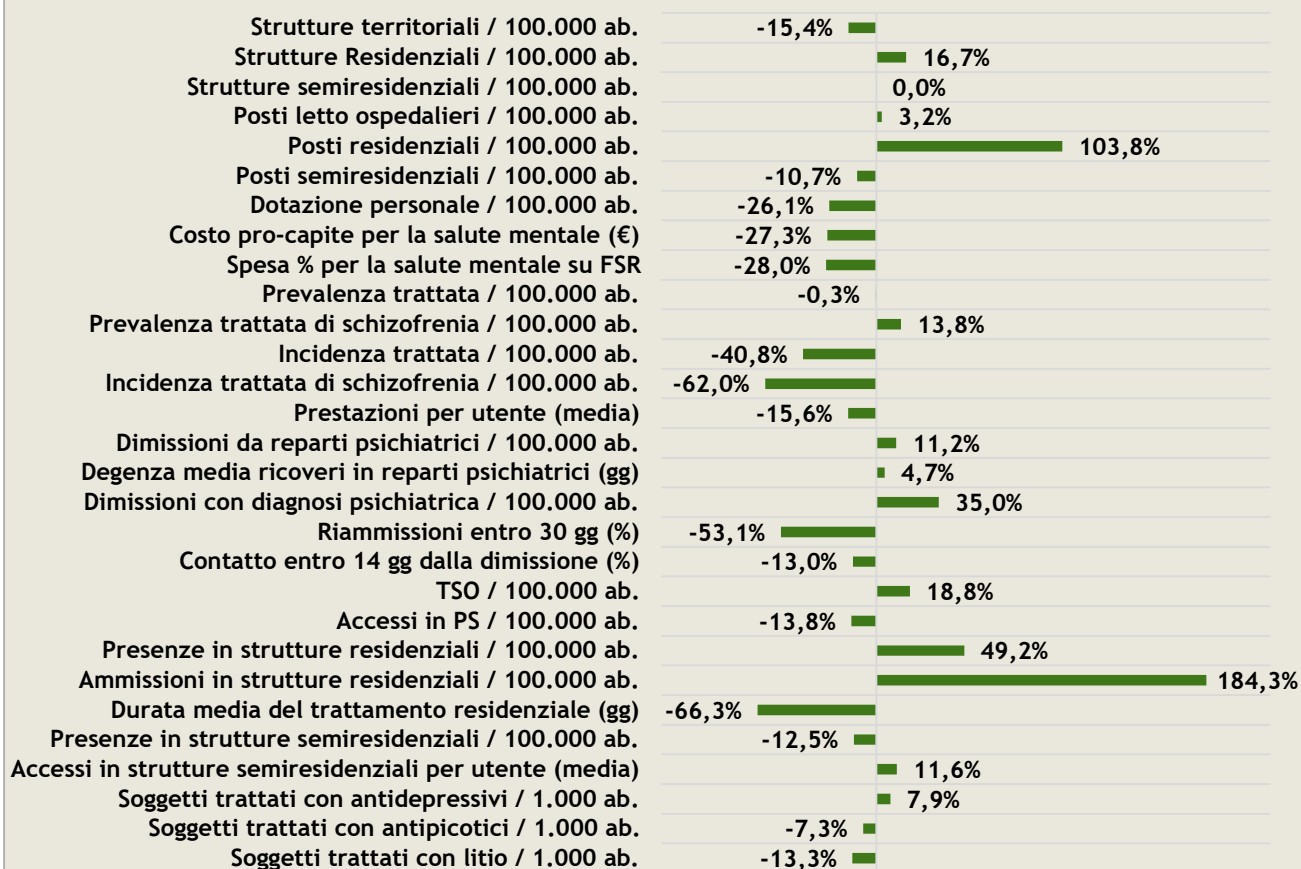 Strutture territoriali / 100.000 ab. -15,4%
Strutture Residenziali / 100.000 ab. 16,7%
Strutture semiresidenziali / 100.000 ab. 0,0%
Posti letto ospedalieri / 100.000 ab. 3,2%
Posti residenziali / 100.000 ab. 103,8%
Posti semiresidenziali / 100.000 ab. -10,7%
Dotazione personale / 100.000 ab. -26,1%
Costo pro-capite per la salute mentale (€) -27,3%
Spesa % per la salute mentale su FSR -28,0%
Prevalenza trattata / 100.000 ab. -0,3%
Prevalenza trattata di schizofrenia / 100.000 ab. 13,8%
Incidenza trattata / 100.000 ab. -40,8%
Incidenza trattata di schizofrenia / 100.000 ab. -62,0%
Prestazioni per utente (media) -15,6%
Dimissioni da reparti psichiatrici / 100.000 ab. 11,2%
Degenza media ricoveri in reparti psichiatrici (gg) 4,7%
Dimissioni con diagnosi psichiatrica / 100.000 ab. 35,0%
Riammissioni entro 30 gg (%) -53,1%
Contatto entro 14 gg dalla dimissione (%) -13,0%
TSO / 100.000 ab. 18,8%
Accessi in PS / 100.000 ab. -13,8%
Presenze in strutture residenziali / 100.000 ab. 49,2%
Ammissioni in strutture residenziali / 100.000 ab. 184,3%
Durata media del trattamento residenziale (gg) -66,3%
Presenze in strutture semiresidenziali / 100.000 ab. -12,5%
Accessi in strutture semiresidenziali per utente (media) 11,6%
Soggetti trattati con antidepressivi / 1.000 ab. 7,9%
Soggetti trattati con antipicotici / 1.000 ab. -7,3%
Soggetti trattati con litio / 1.000 ab. -13,3%